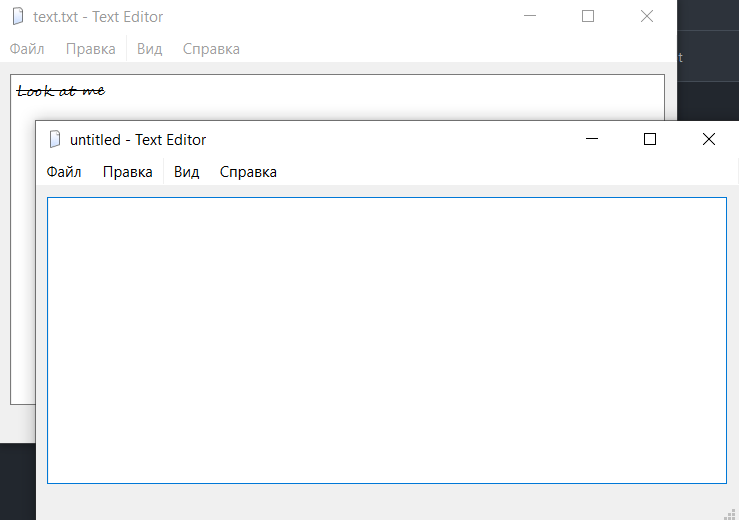 text.txt - Text Editor
Файл Правка Вид Справка
t
Look at me
untitled - Text Editor
Файл Правка Вид Справка